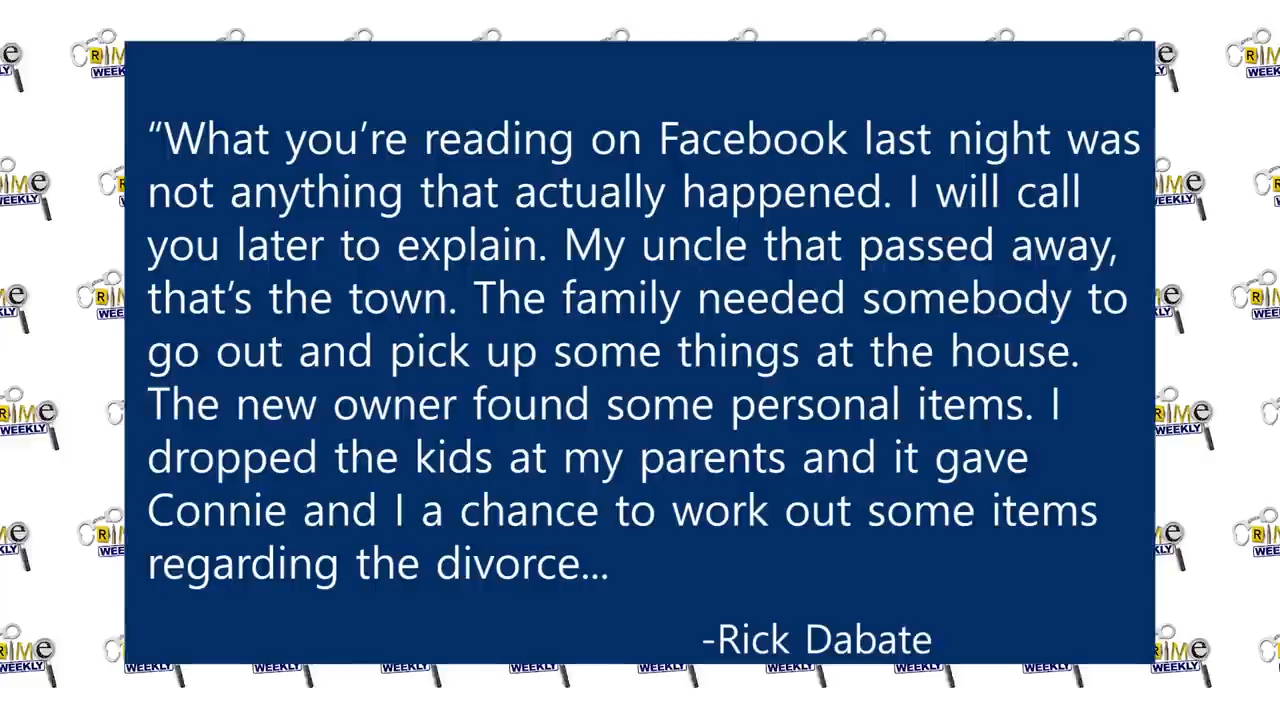 “What you’re reading on Facebook last night was
not anything that actually happened. I will call
you later to explain. My uncle that passed away,
that’s the town. The family needed somebody to
go out and pick up some things at the house.
The new owner found some personal items. I
dropped the kids at my parents and it gave
Connie and I a chance to work out some items
regarding the divorce...
-Rick Dabate
CRIMe
WEEKLY